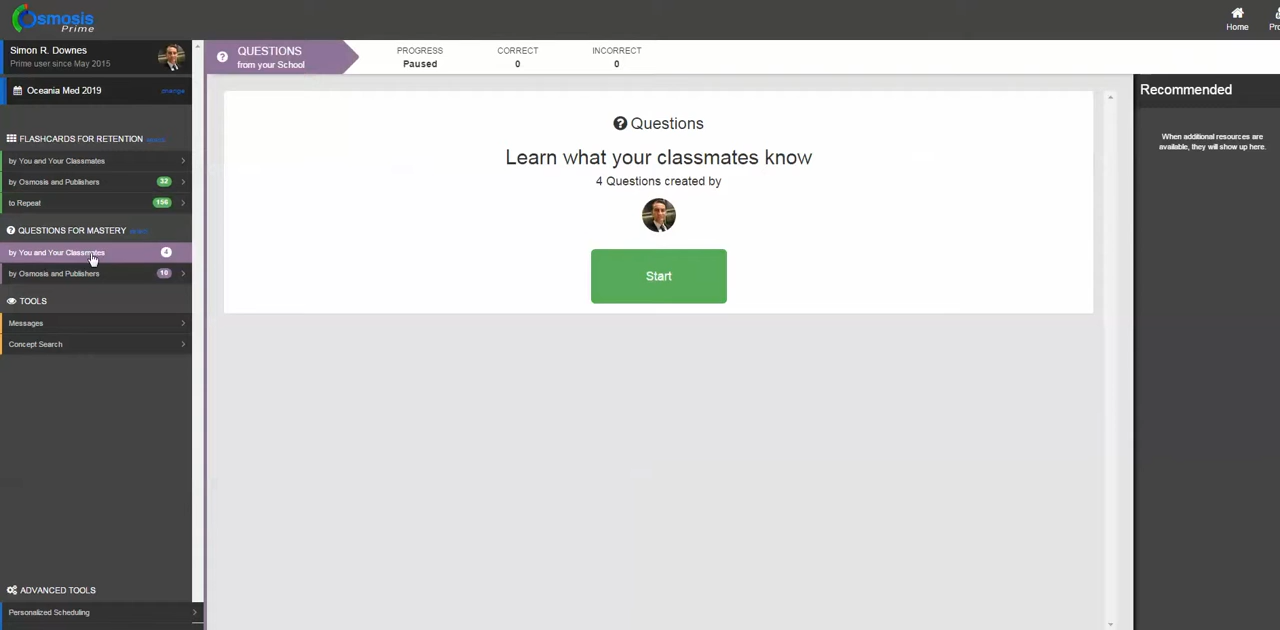 Osmosis
Prime
Home
Simon R. Downes
Prime user since May 2015
Oceania Med 2019
change
QUESTIONS
from your School
PROGRESS
Paused
CORRECT
0
INCORRECT
0
FLASHCARDS FOR RETENTION
by You and Your Classmates
by Osmosis and Publishers 32
to Repeat 156
QUESTIONS FOR MASTERY
by You and Your Classmates 4
by Osmosis and Publishers 10
TOOLS
Messages
Concept Search
ADVANCED TOOLS
Personalized Scheduling
Questions
Learn what your classmates know
4 Questions created by
Start
Recommended
When additional resources are
available, they will show up here.